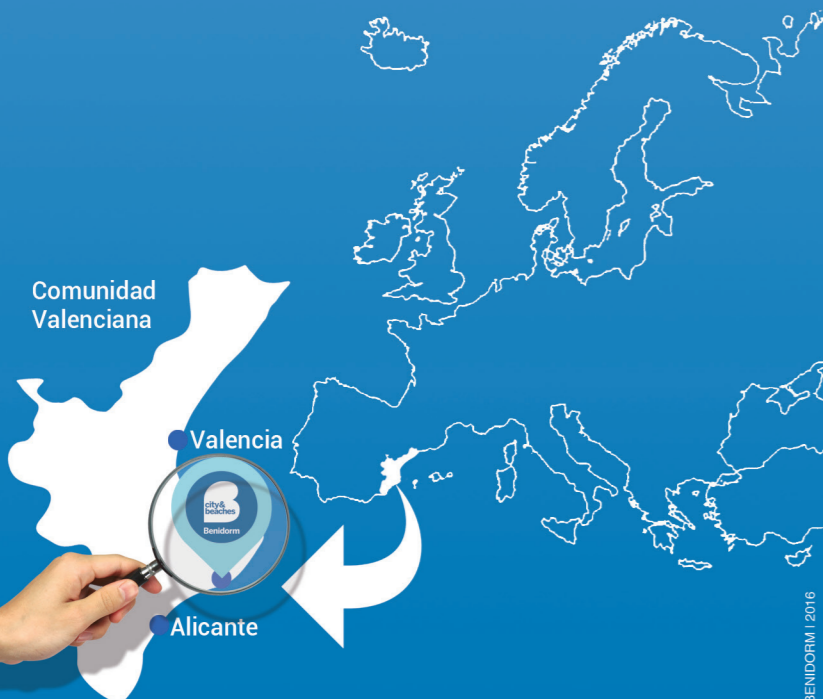 Comunidad
Valenciana
Valencia
city&
beaches
Benidorm
Alicante
BENIDORM | 2016